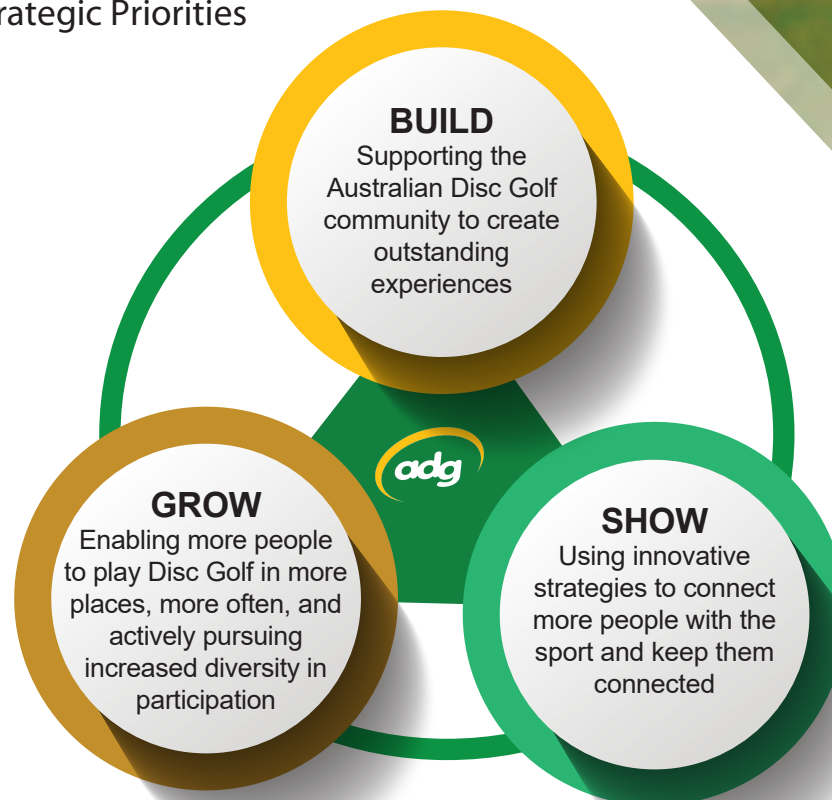 rategic Priorities
BUILD
Supporting the
Australian Disc Golf
community to create
outstanding
experiences
adg
GROW
Enabling more people
to play Disc Golf in more
places, more often, and
actively pursuing
increased diversity in
participation
SHOW
Using innovative
strategies to connect
more people with the
sport and keep them
connected